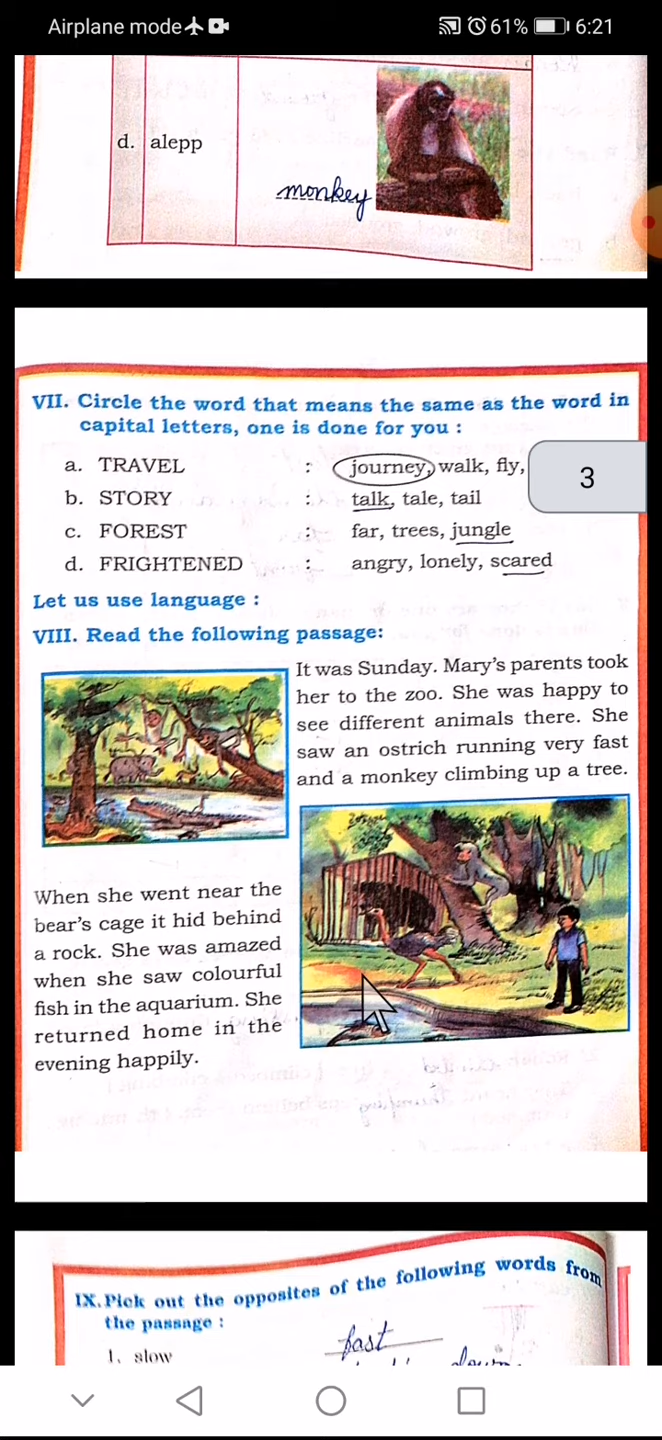 Airplane mode 61% 6:21
d. alepp
monkey
VII. Circle the word that means the same as the word in
capital letters, one is done for you :
a. TRAVEL : journey, walk, fly,
3
b. STORY : talk, tale, tail
c. FOREST : far, trees, jungle
d. FRIGHTENED : angry, lonely, scared
Let us use language :
VIII. Read the following passage:
It was Sunday. Mary's parents took
her to the zoo. She was happy to
see different animals there. She
saw an ostrich running very fast
and a monkey climbing up a tree.
When she went near the
bear's cage it hid behind
a rock. She was amazed
when she saw colourful
fish in the aquarium. She
returned home in the
evening happily.
IX. Pick out the opposites of the following words from
the passage :
1. slow fast